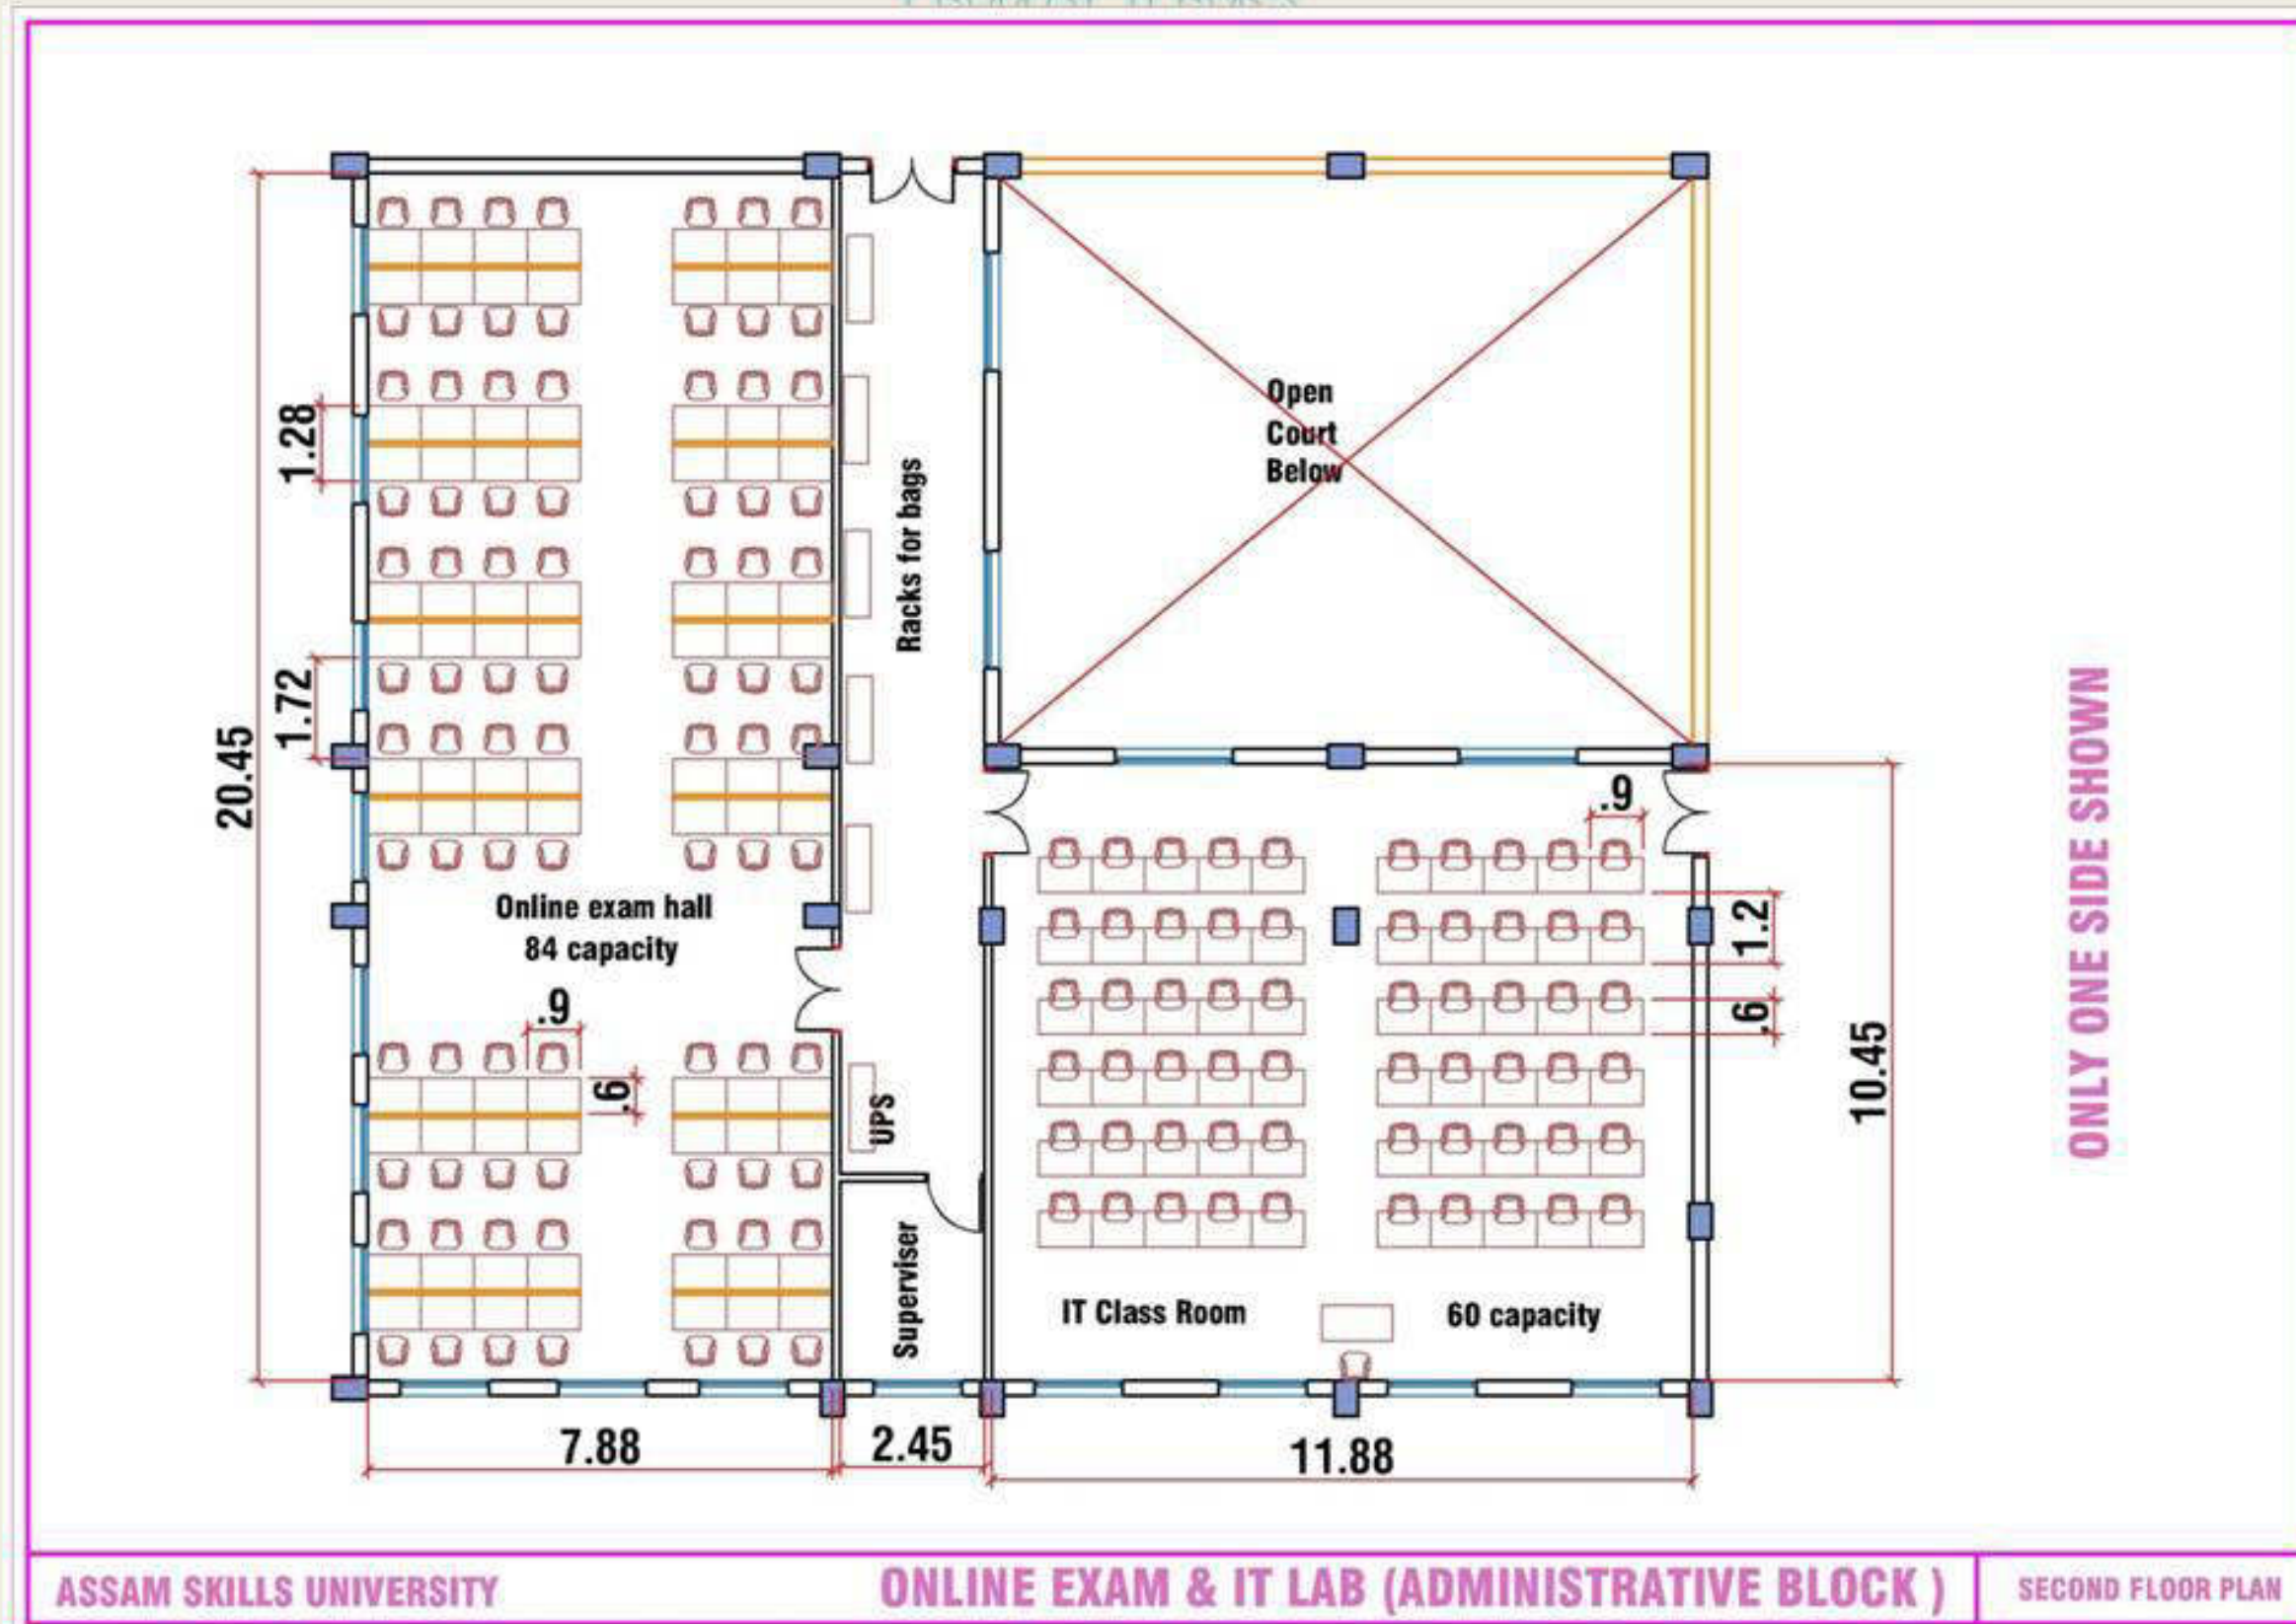 Open
Court
Below
1.28
Racks for bags
1.72
20.45
.9
Online exam hall
84 capacity
1.2
.9
.6
.6
10.45
UPS
Superviser
IT Class Room
60 capacity
7.88
2.45
11.88
ONLY ONE SIDE SHOWN
ASSAM SKILLS UNIVERSITY
ONLINE EXAM & IT LAB (ADMINISTRATIVE BLOCK )
SECOND FLOOR PLAN